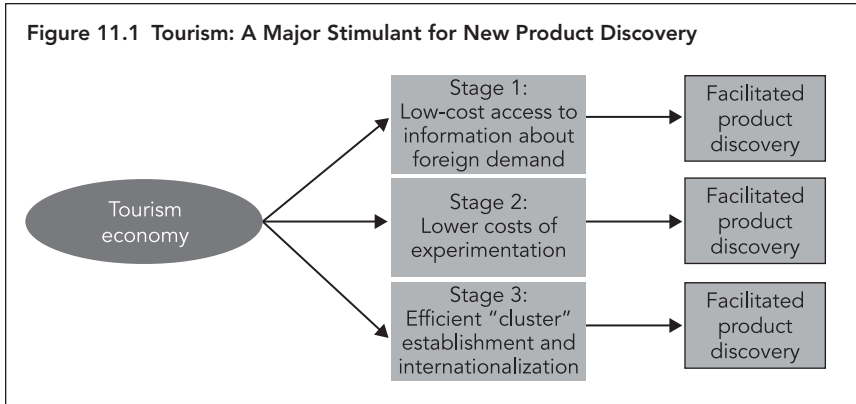 Figure 11.1 Tourism: A Major Stimulant for New Product Discovery
Stage 1:
Low-cost access to
information about
foreign demand
Facilitated
product
discovery
Tourism
economy
Stage 2:
Lower costs of
experimentation
Facilitated
product
discovery
Stage 3:
Efficient “cluster”
establishment and
internationalization
Facilitated
product
discovery